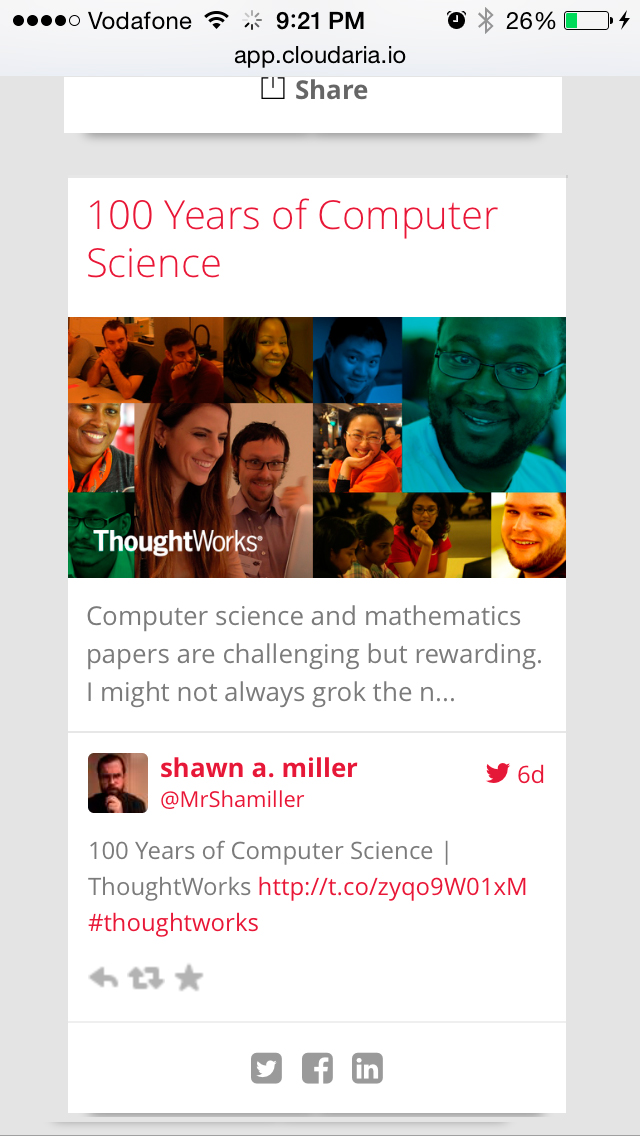 Vodafone 9:21 PM 26%
app.cloudaria.io
Share
100 Years of Computer
Science
ThoughtWorks®
Computer science and mathematics
papers are challenging but rewarding.
I might not always grok the n...
shawn a. miller
6d
@MrShamiller
100 Years of Computer Science |
ThoughtWorks http://t.co/zyqo9W01xM
#thoughtworks